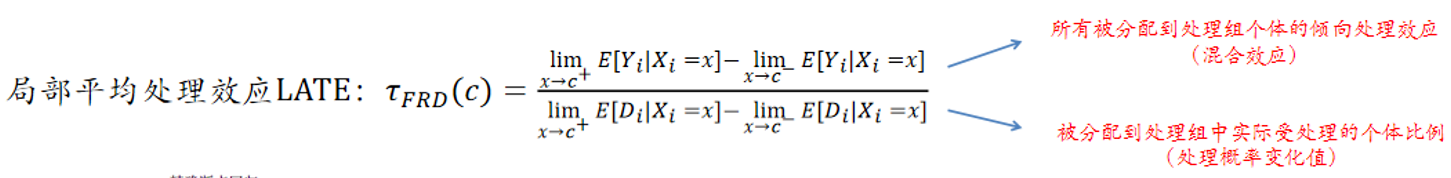 所有被分配到处理组个体的倾向处理效应
（混合效应）
局部平均处理效应LATE：τ_FRD(c) = (lim_{x→c⁺} E[Y_i|X_i =x] − lim_{x→c⁻} E[Y_i|X_i =x]) / (lim_{x→c⁺} E[D_i|X_i =x] − lim_{x→c⁻} E[D_i|X_i =x])
被分配到处理组中实际受处理的个体比例
（处理概率变化值）